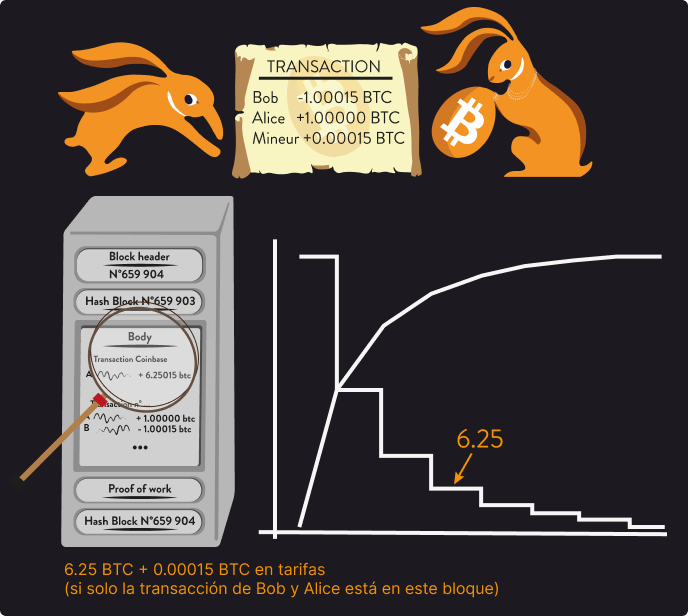 TRANSACTION
Bob -1.00015 BTC
Alice +1.00000 BTC
Mineur +0.00015 BTC
Block header
N°659 904
Hash Block N°659 903
Body
Transaction Coinbase
A + 6.25015 btc
Transaction n°
A + 1.00000 btc
B - 1.00015 btc
•••
Proof of work
Hash Block N°659 904
6.25
6.25 BTC + 0.00015 BTC en tarifas
(si solo la transacción de Bob y Alice está en este bloque)